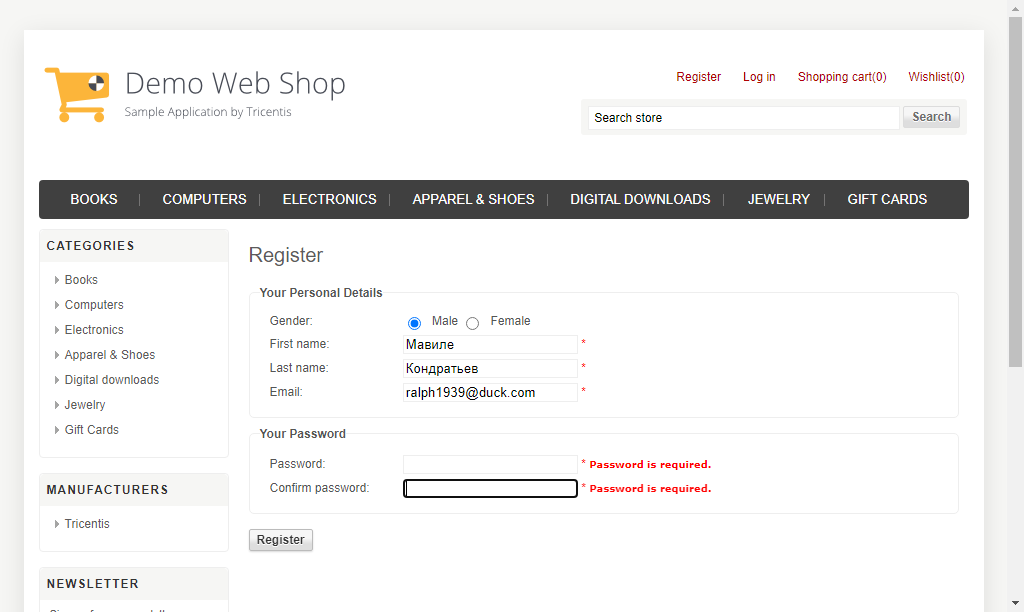 Demo Web Shop
Sample Application by Tricentis
Register Log in Shopping cart(0) Wishlist(0)
Search store Search
BOOKS COMPUTERS ELECTRONICS APPAREL & SHOES DIGITAL DOWNLOADS JEWELRY GIFT CARDS
CATEGORIES
Books
Computers
Electronics
Apparel & Shoes
Digital downloads
Jewelry
Gift Cards
MANUFACTURERS
Tricentis
NEWSLETTER
Register
Your Personal Details
Gender: Male Female
First name: Мавиле *
Last name: Кондратьев *
Email: ralph1939@duck.com *
Your Password
Password: * Password is required.
Confirm password: * Password is required.
Register